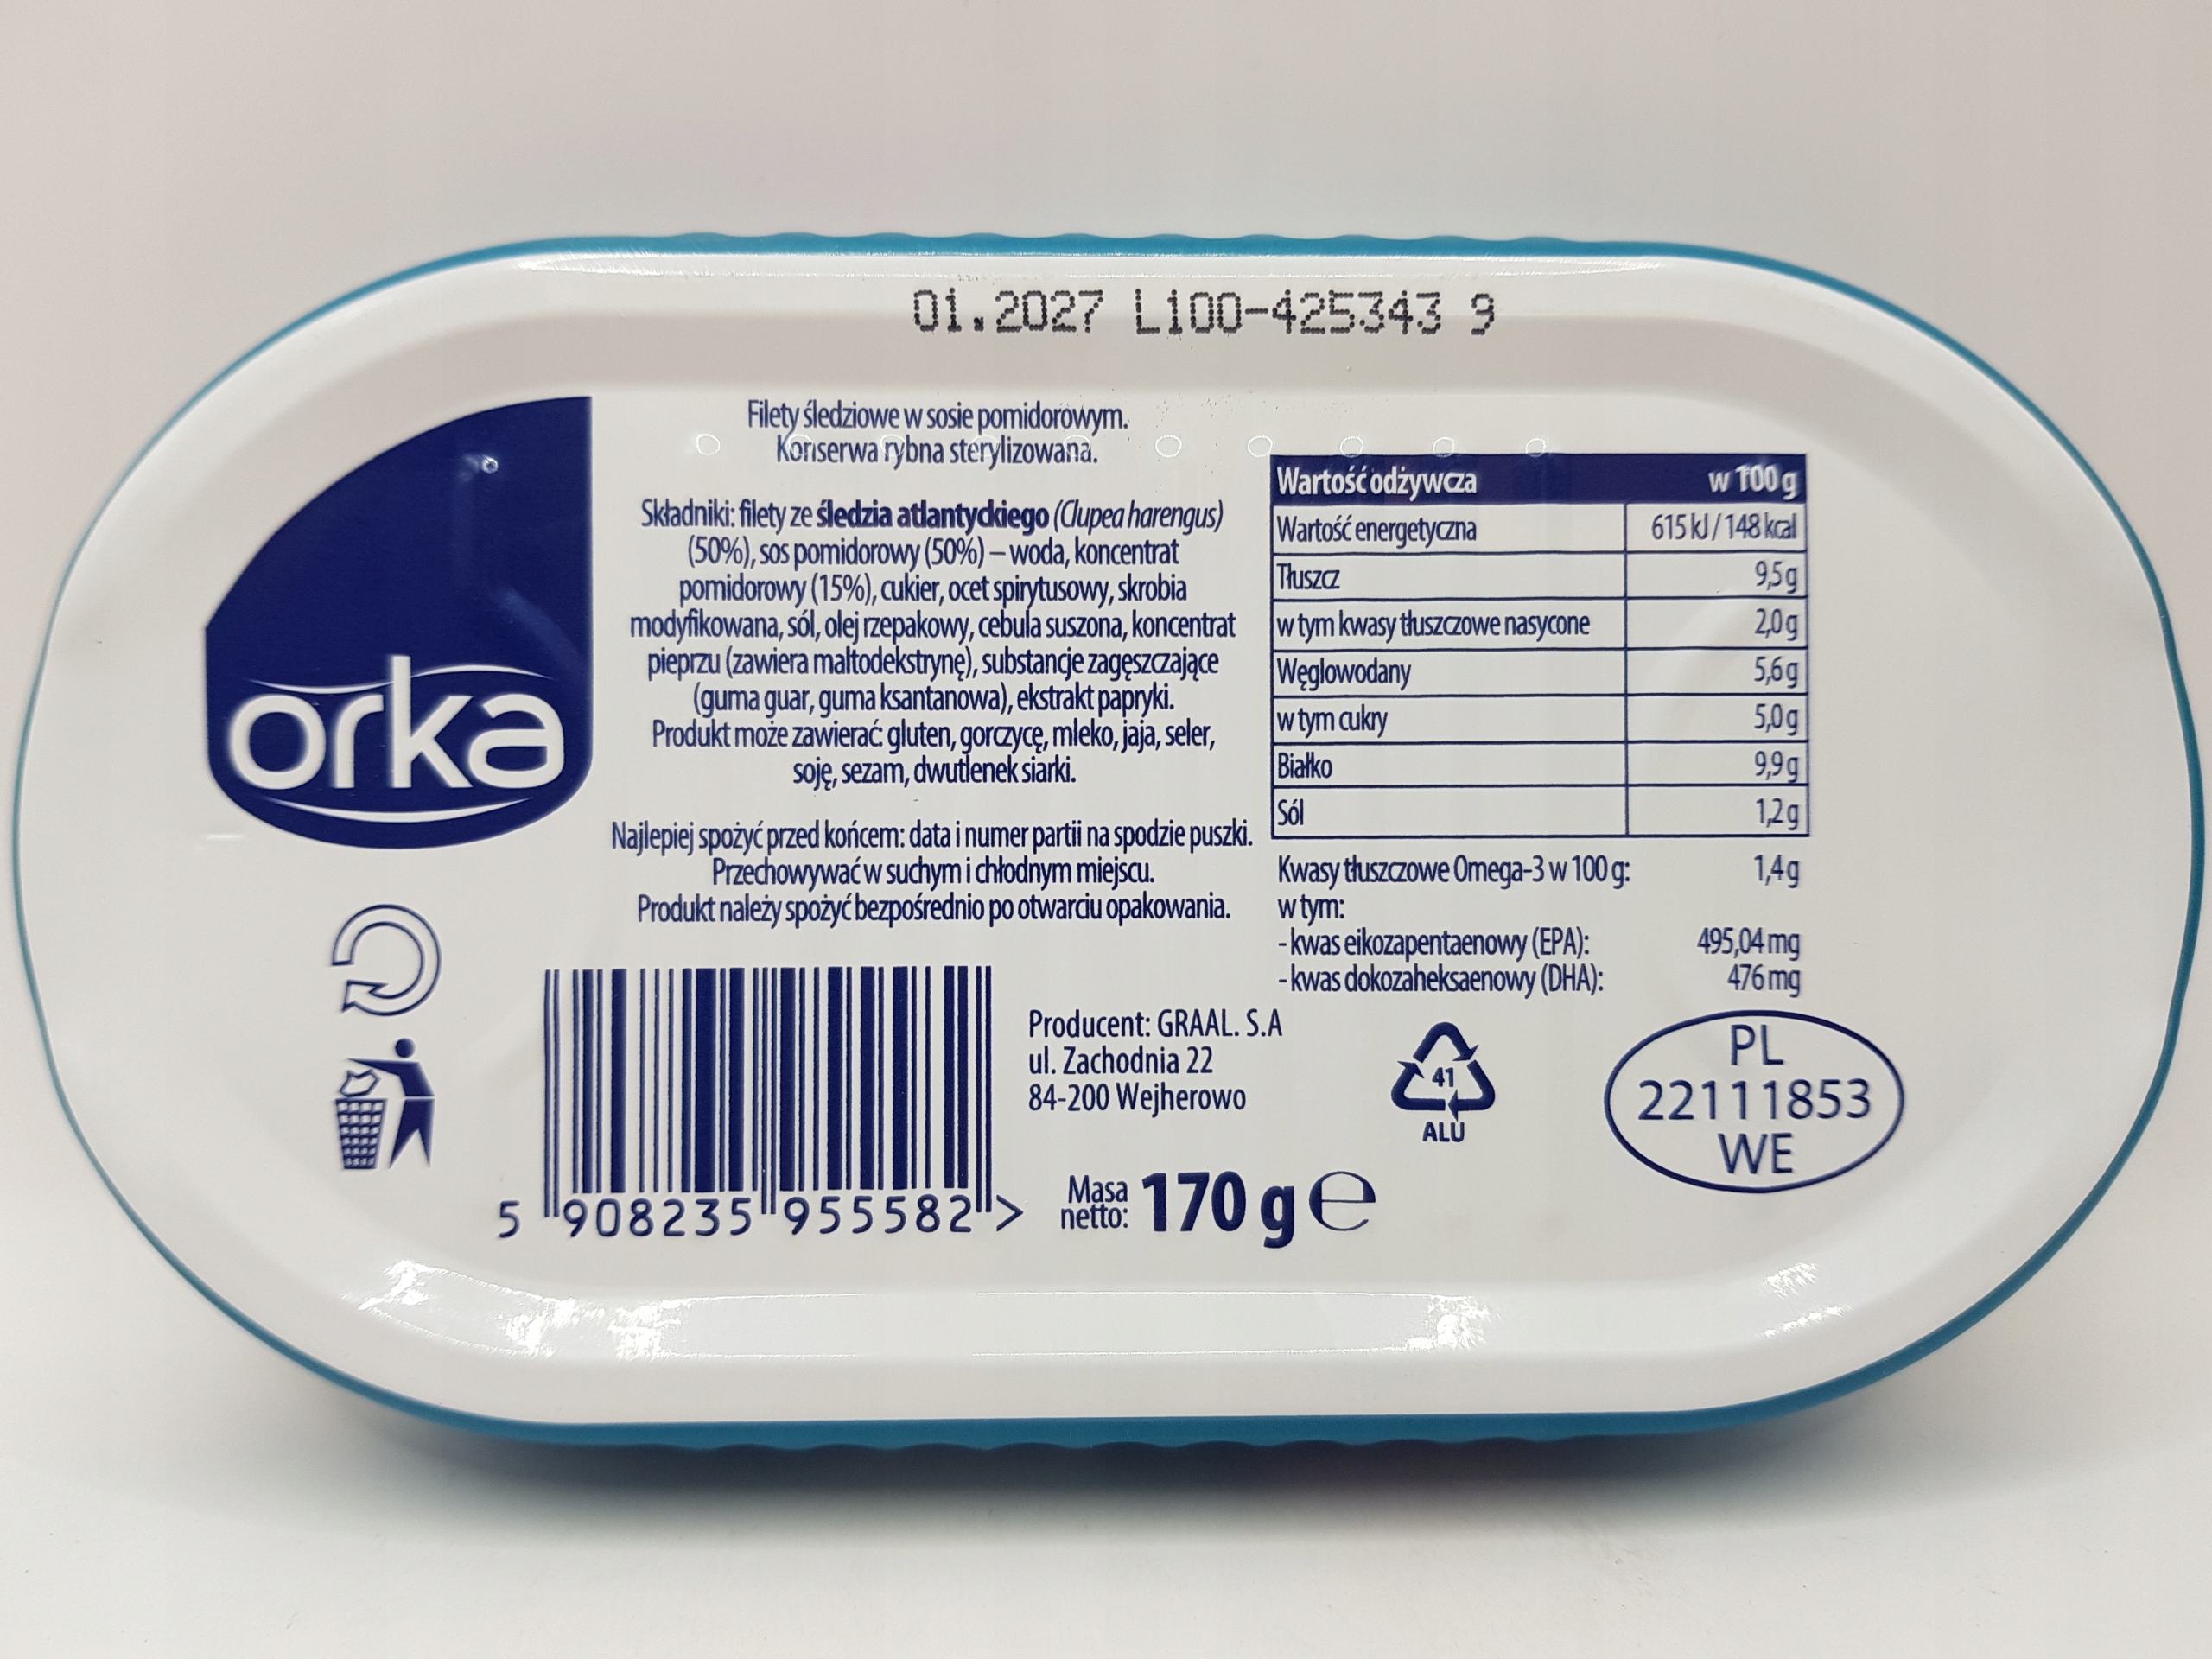 01.2027 L100-425343 9
Filety śledziowe w sosie pomidorowym.
Konserwa rybna sterylizowana.
Składniki: filety ze śledzia atlantyckiego (Clupea harengus)
(50%), sos pomidorowy (50%) – woda, koncentrat
pomidorowy (15%), cukier, ocet spirytusowy, skrobia
modyfikowana, sól, olej rzepakowy, cebula suszona, koncentrat
pieprzu (zawiera maltodekstrynę), substancje zagęszczające
(guma guar, guma ksantanowa), ekstrakt papryki.
Produkt może zawierać: gluten, gorczycę, mleko, jaja, seler,
soję, sezam, dwutlenek siarki.
Najlepiej spożyć przed końcem: data i numer partii na spodzie puszki.
Przechowywać w suchym i chłodnym miejscu.
Produkt należy spożyć bezpośrednio po otwarciu opakowania.
orka
Wartość odżywcza w 100 g
Wartość energetyczna 615 kJ / 148 kcal
Tłuszcz 9,5 g
w tym kwasy tłuszczowe nasycone 2,0 g
Węglowodany 5,6 g
w tym cukry 5,0 g
Białko 9,9 g
Sól 1,2 g
Kwasy tłuszczowe Omega-3 w 100 g: 1,4 g
w tym:
- kwas eikozapentaenowy (EPA): 495,04 mg
- kwas dokozaheksaenowy (DHA): 476 mg
Producent: GRAAL. S.A
ul. Zachodnia 22
84-200 Wejherowo
41
ALU
PL
22111853
WE
5 908235 955582 >
Masa
netto: 170 g e